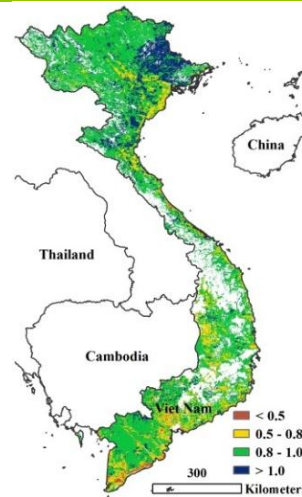 China
Thailand
Cambodia
Viet Nam
< 0.5
0.5 - 0.8
0.8 - 1.0
> 1.0
300
Kilometer